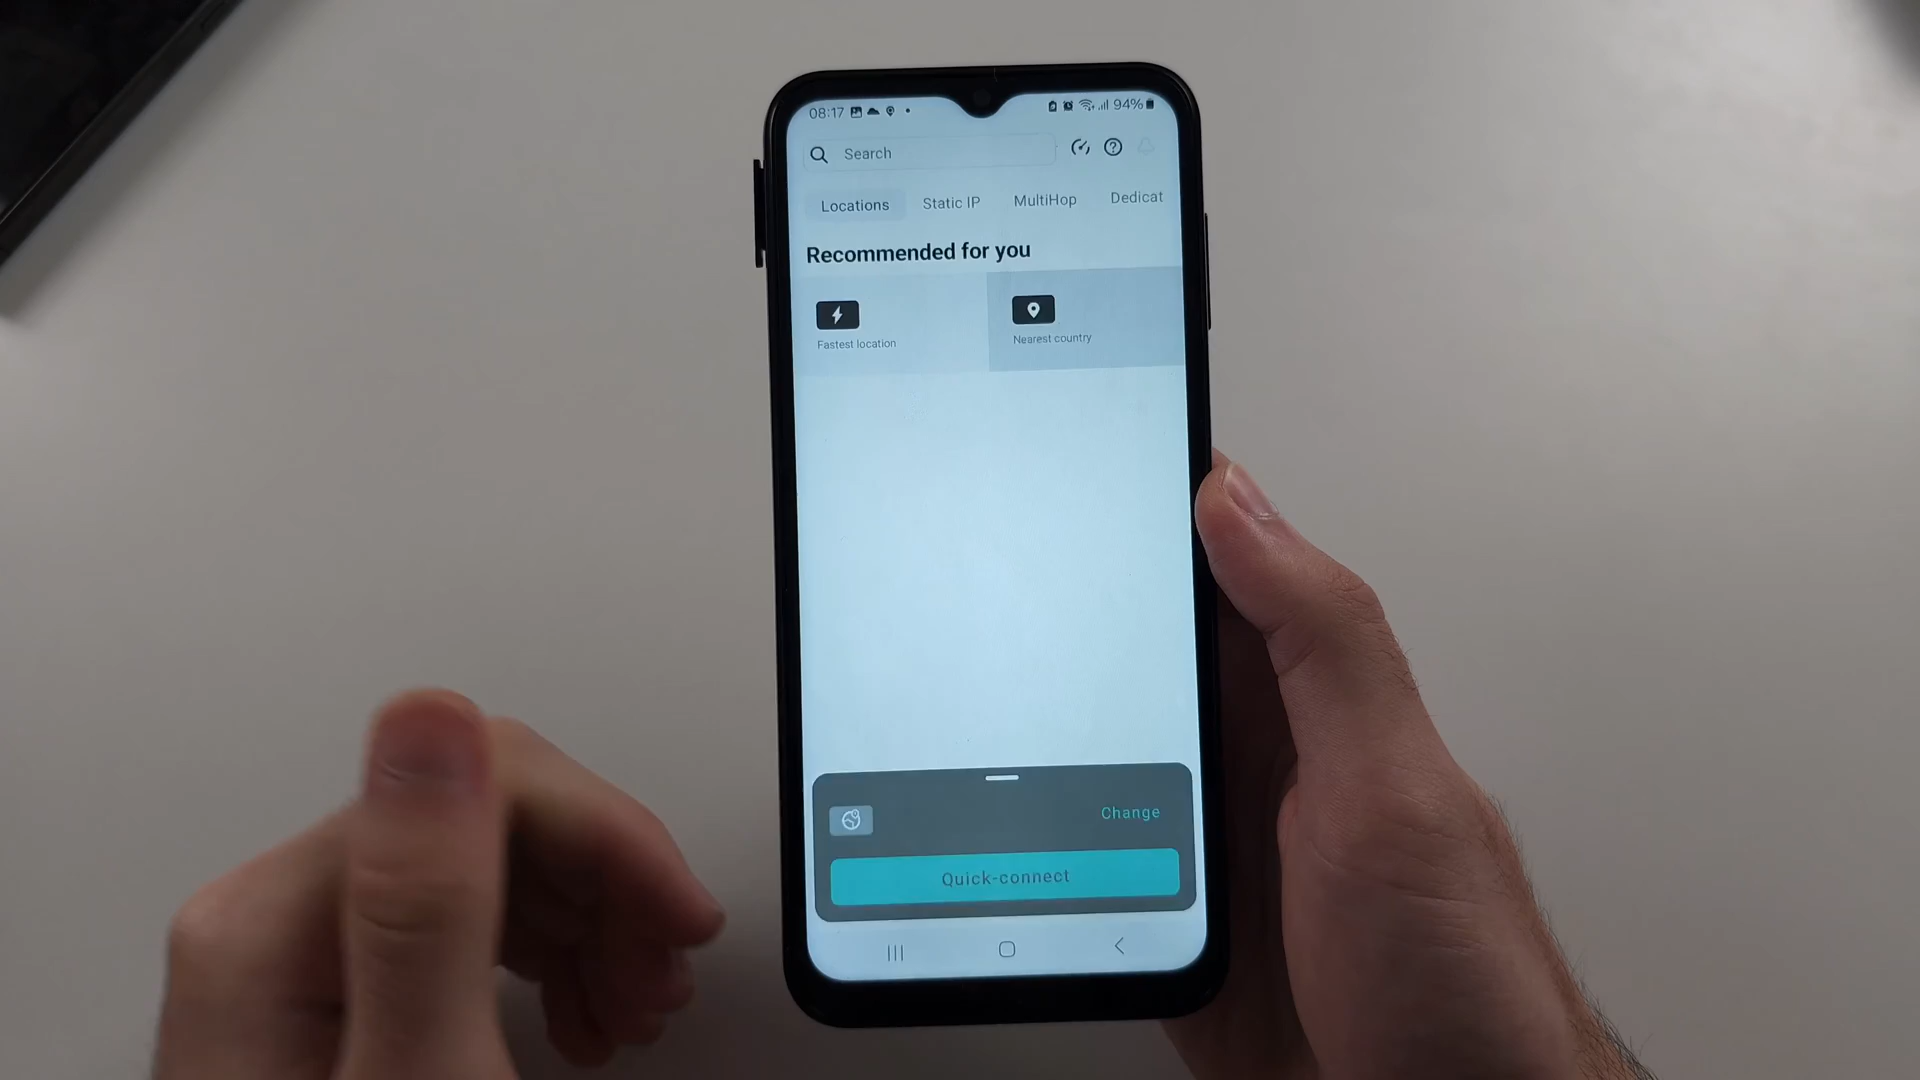 08:17 94%
Search
Locations Static IP MultiHop Dedicat
Recommended for you
Fastest location Nearest country
Change
Quick-connect